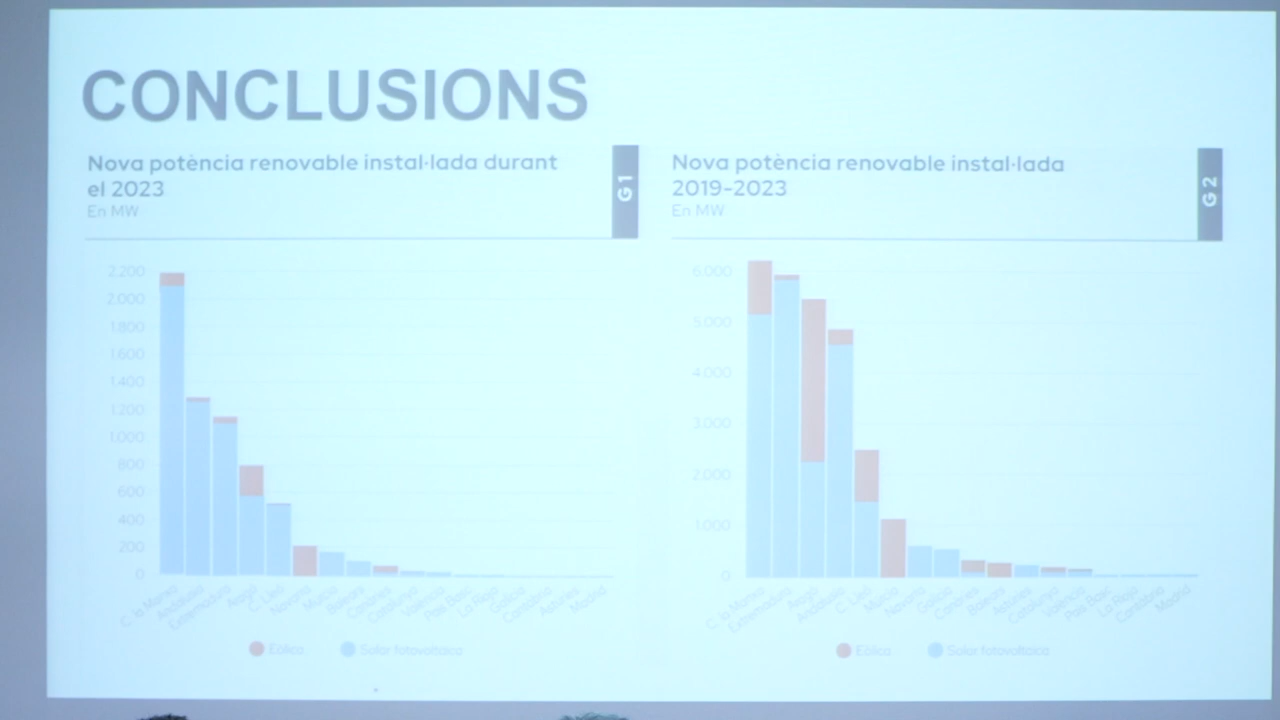 CONCLUSIONS
Nova potència renovable instal·lada durant
el 2023
En MW
G1
2.200
2.000
1.800
1.600
1.400
1.200
1.000
800
600
400
200
0
C. la Manxa
Andalusia
Extremadura
Aragó
C. Lleó
Navarra
Múrcia
Balears
Canàries
Catalunya
València
País Basc
La Rioja
Galícia
Cantàbria
Astúries
Madrid
Eòlica
Solar fotovoltaica
Nova potència renovable instal·lada
2019-2023
En MW
G2
6.000
5.000
4.000
3.000
2.000
1.000
0
C. la Manxa
Extremadura
Aragó
Andalusia
C. Lleó
Múrcia
Navarra
Galícia
Canàries
Balears
Astúries
Catalunya
València
País Basc
La Rioja
Cantàbria
Madrid
Eòlica
Solar fotovoltaica